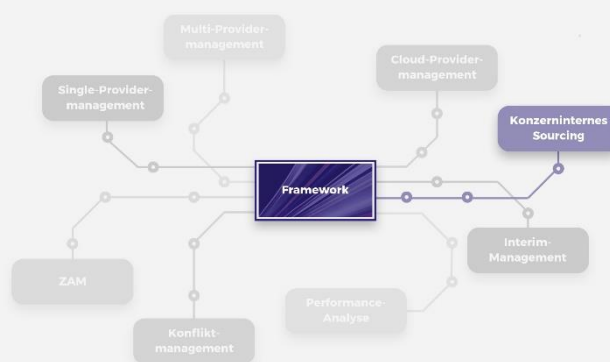 Multi-Provider-
management
Cloud-Provider-
management
Single-Provider-
management
Konzerninternes
Sourcing
Framework
Interim-
Management
ZAM
Performance-
Analyse
Konflikt-
management